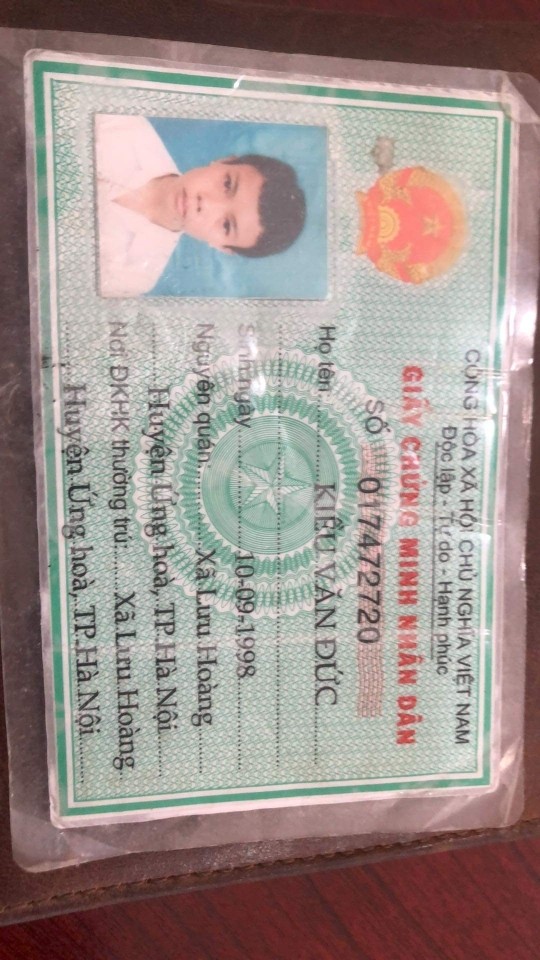 CỘNG HÒA XÃ HỘI CHỦ NGHĨA VIỆT NAM
Độc lập - Tự do - Hạnh phúc
GIẤY CHỨNG MINH NHÂN DÂN
SỐ 017472720
Họ tên: KIỀU VĂN ĐỨC
Sinh ngày 10-09-1998
Nguyên quán: Xã Lưu Hoàng
Huyện Ứng hoà, TP.Hà Nội
Nơi ĐKHK thường trú: Xã Lưu Hoàng
Huyện Ứng hoà, TP.Hà Nội